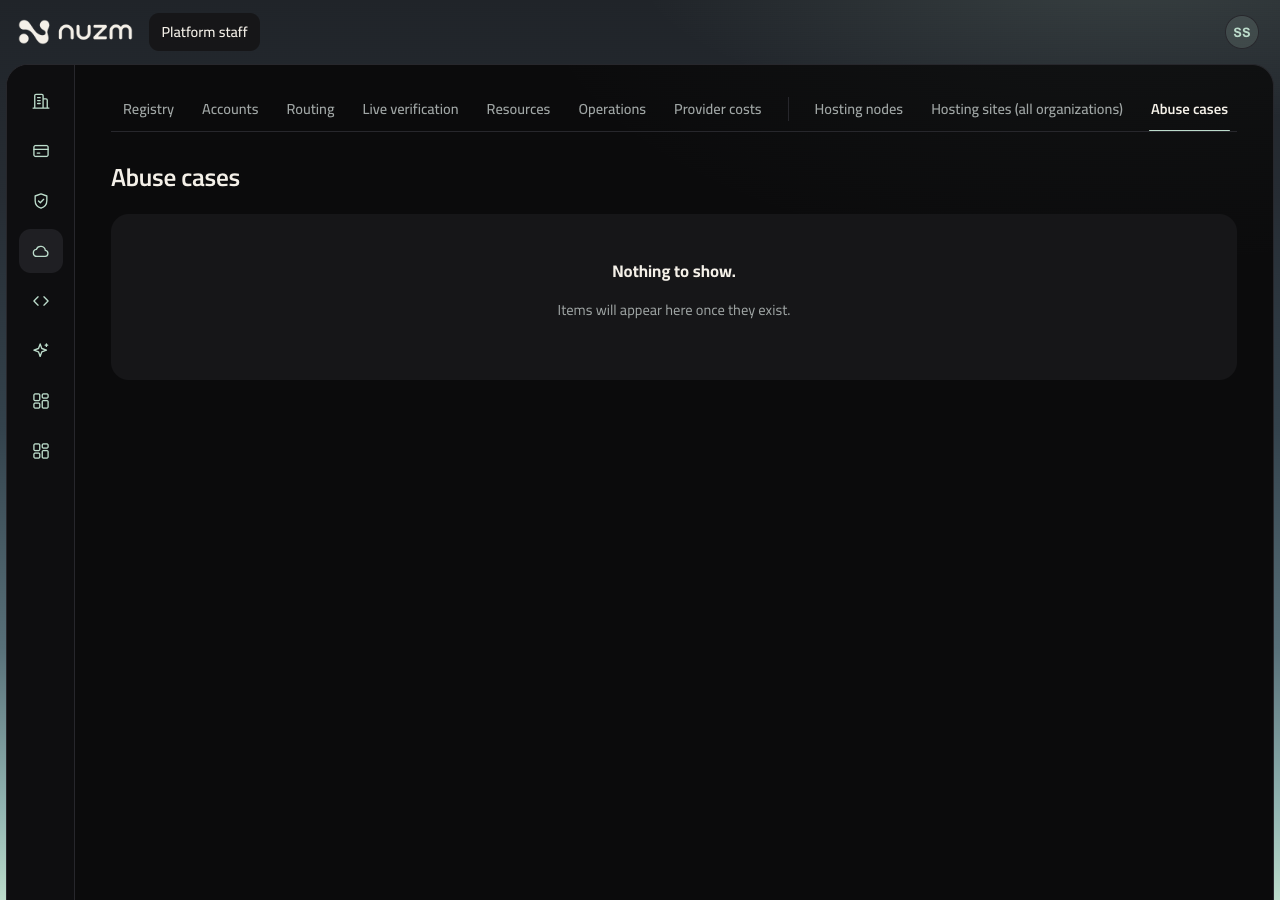 nuzm
Platform staff
SS
Registry
Accounts
Routing
Live verification
Resources
Operations
Provider costs
Hosting nodes
Hosting sites (all organizations)
Abuse cases
Abuse cases
Nothing to show.
Items will appear here once they exist.